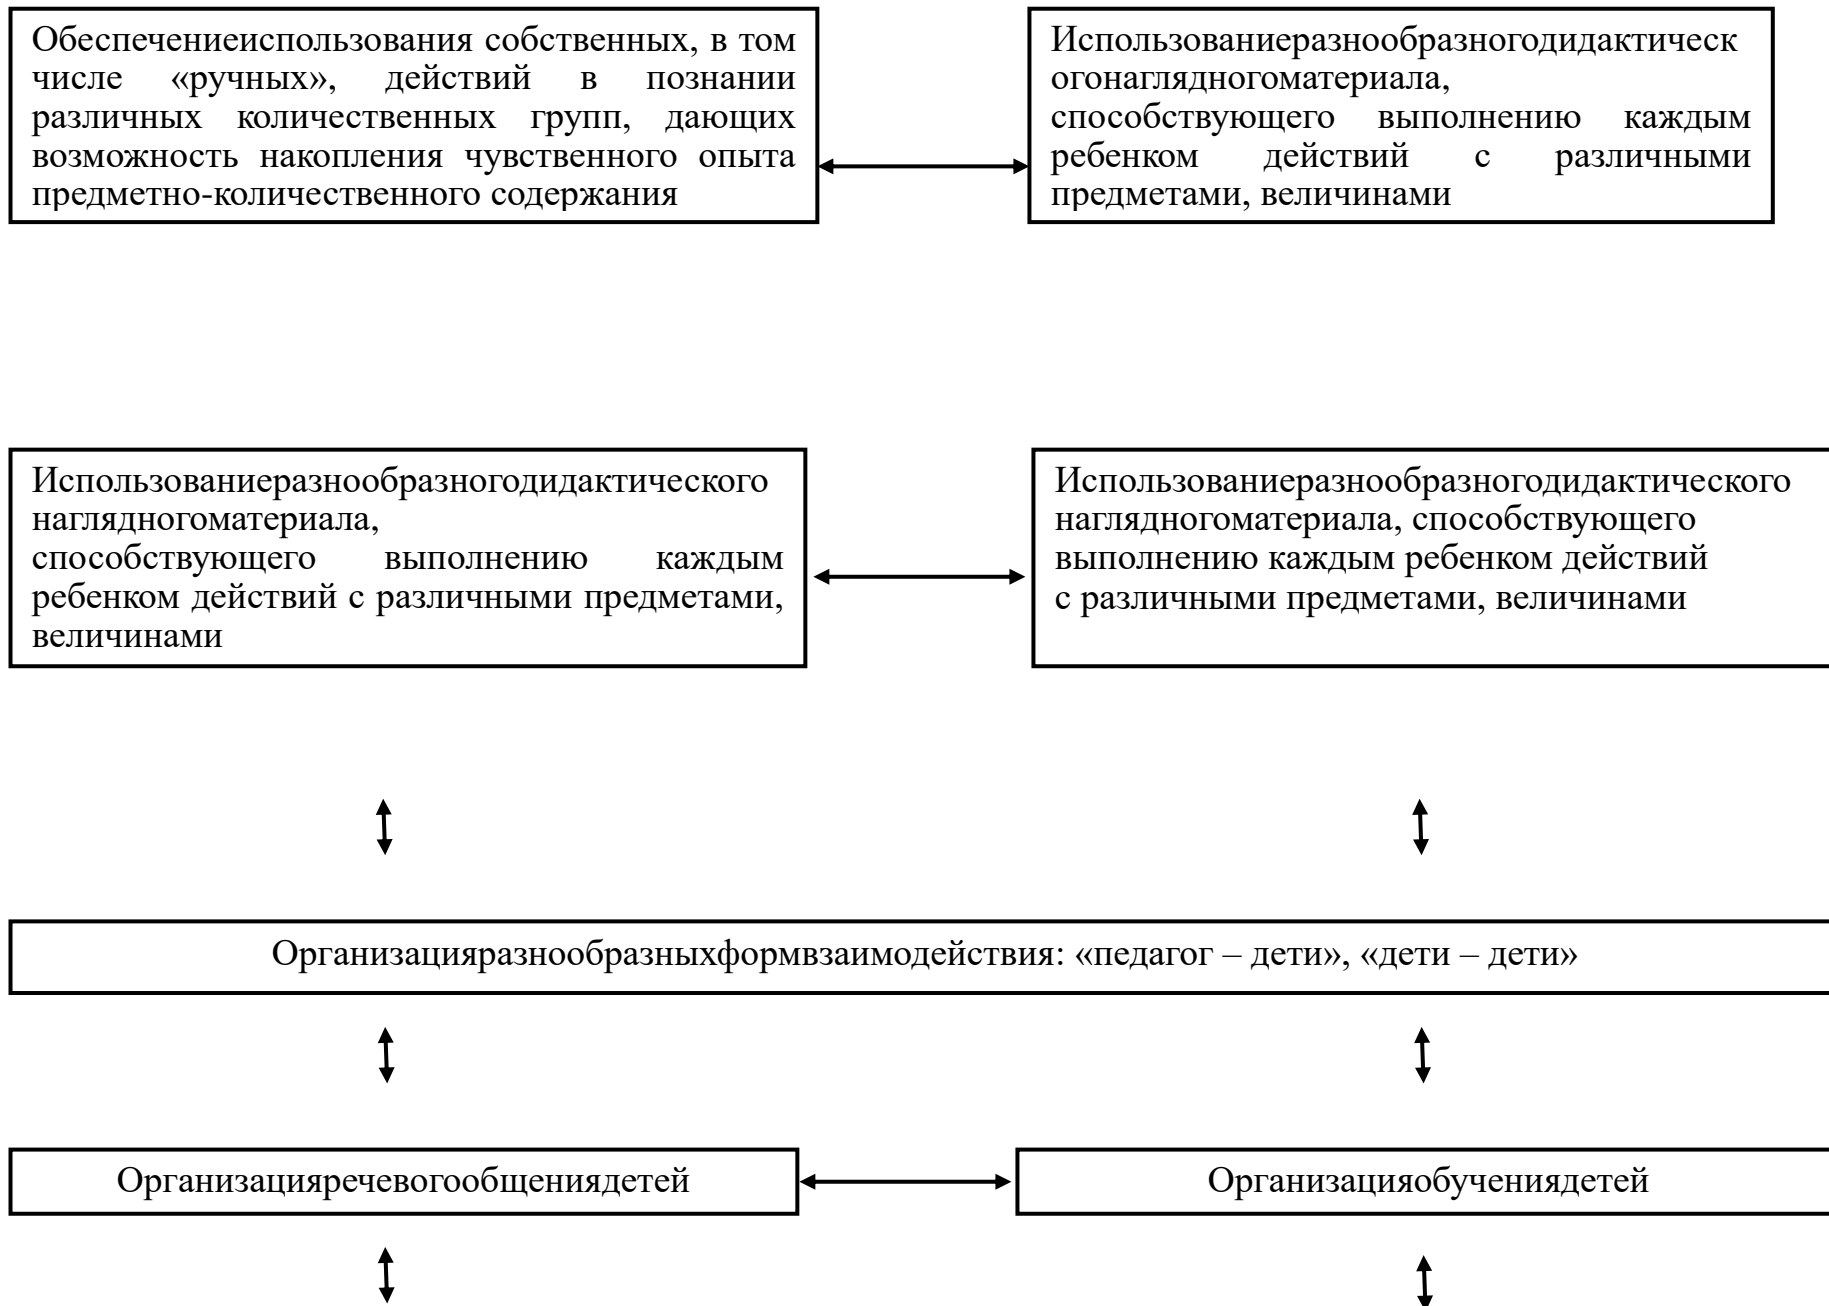 Обеспечениеиспользования собственных, в том
числе «ручных», действий в познании
различных количественных групп, дающих
возможность накопления чувственного опыта
предметно-количественного содержания
Использованиеразнообразногодидактическ
огонаглядногоматериала,
способствующего выполнению каждым
ребенком действий с различными
предметами, величинами
Использованиеразнообразногодидактического
наглядногоматериала,
способствующего выполнению каждым
ребенком действий с различными предметами,
величинами
Использованиеразнообразногодидактического
наглядногоматериала, способствующего
выполнению каждым ребенком действий
с различными предметами, величинами
Организацияразнообразныхформвзаимодействия: «педагог – дети», «дети – дети»
Организацияречевогообщениядетей
Организацияобучениядетей